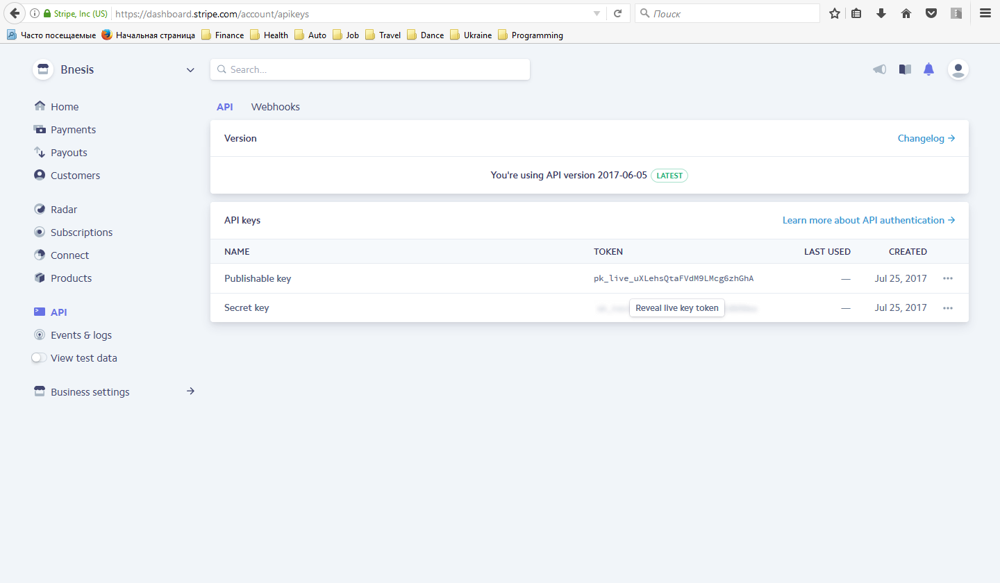 Stripe, Inc (US) https://dashboard.stripe.com/account/apikeys Поиск
Часто посещаемые Начальная страница Finance Health Auto Job Travel Dance Ukraine Programming
Bnesis
Search...
Home
Payments
Payouts
Customers
Radar
Subscriptions
Connect
Products
API
Events & logs
View test data
Business settings
API Webhooks
Version Changelog
You're using API version 2017-06-05 LATEST
API keys Learn more about API authentication
NAME TOKEN LAST USED CREATED
Publishable key pk_live_uXLehsQtaFVdM9LMcg6zhGhA — Jul 25, 2017
Secret key Reveal live key token — Jul 25, 2017